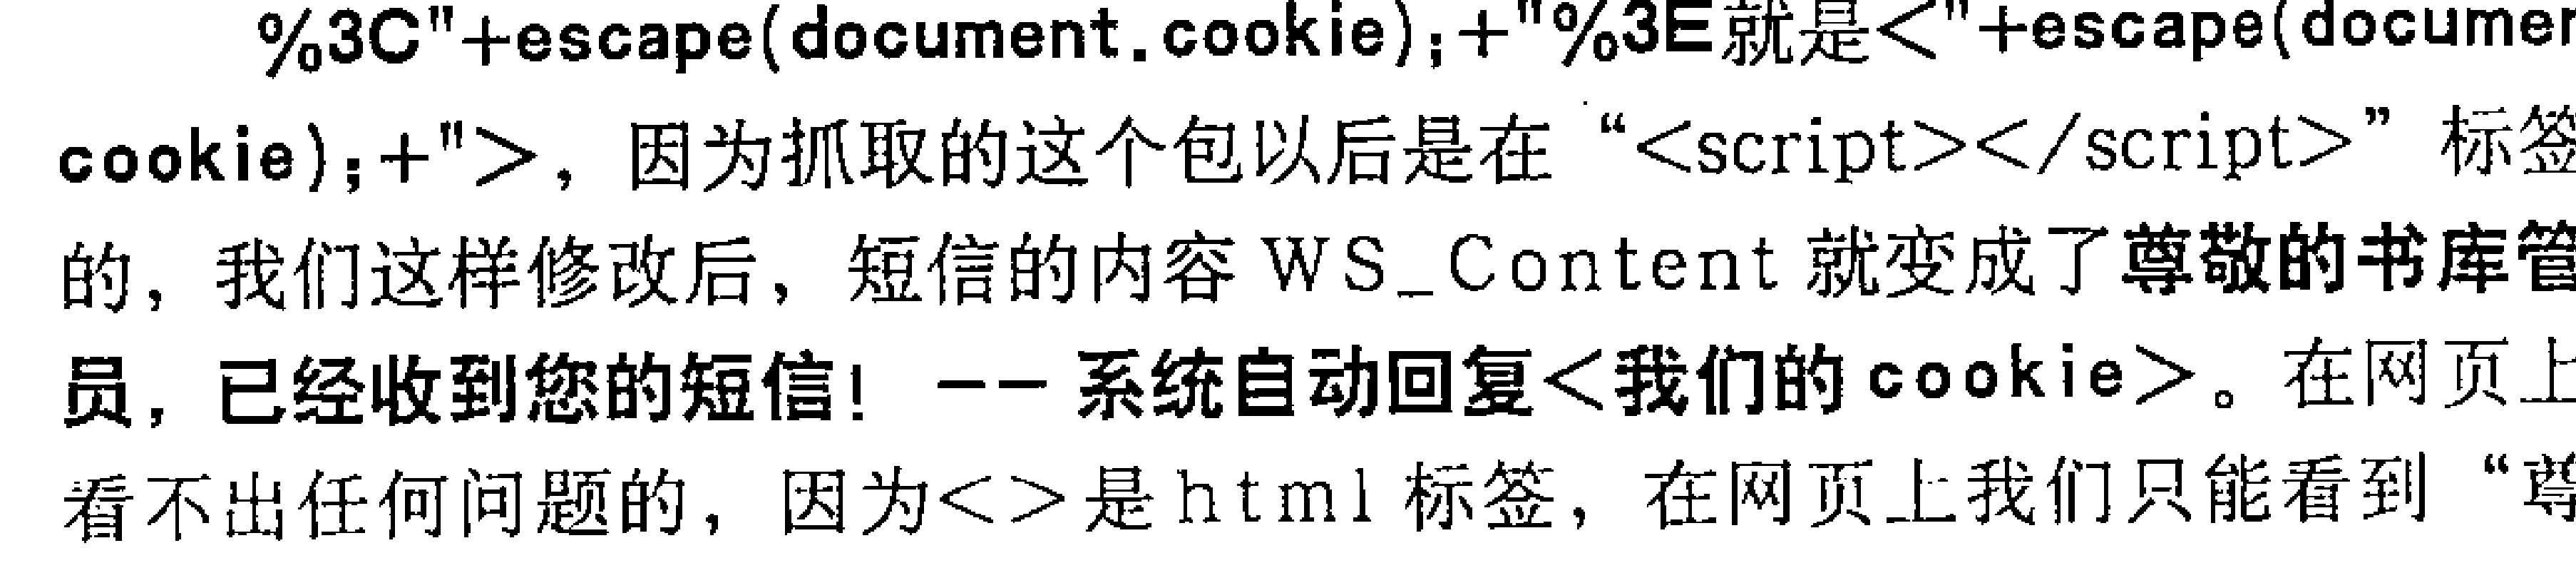 %3C"+escape(document.cookie);+"%3E就是<"+escape(documen
cookie);+">，因为抓取的这个包以后是在“<script></script>”标签
的，我们这样修改后，短信的内容 WS_Content 就变成了尊敬的书库管
员，已经收到您的短信！ -- 系统自动回复<我们的 cookie>。在网页上
看不出任何问题的，因为<>是 html 标签，在网页上我们只能看到“尊